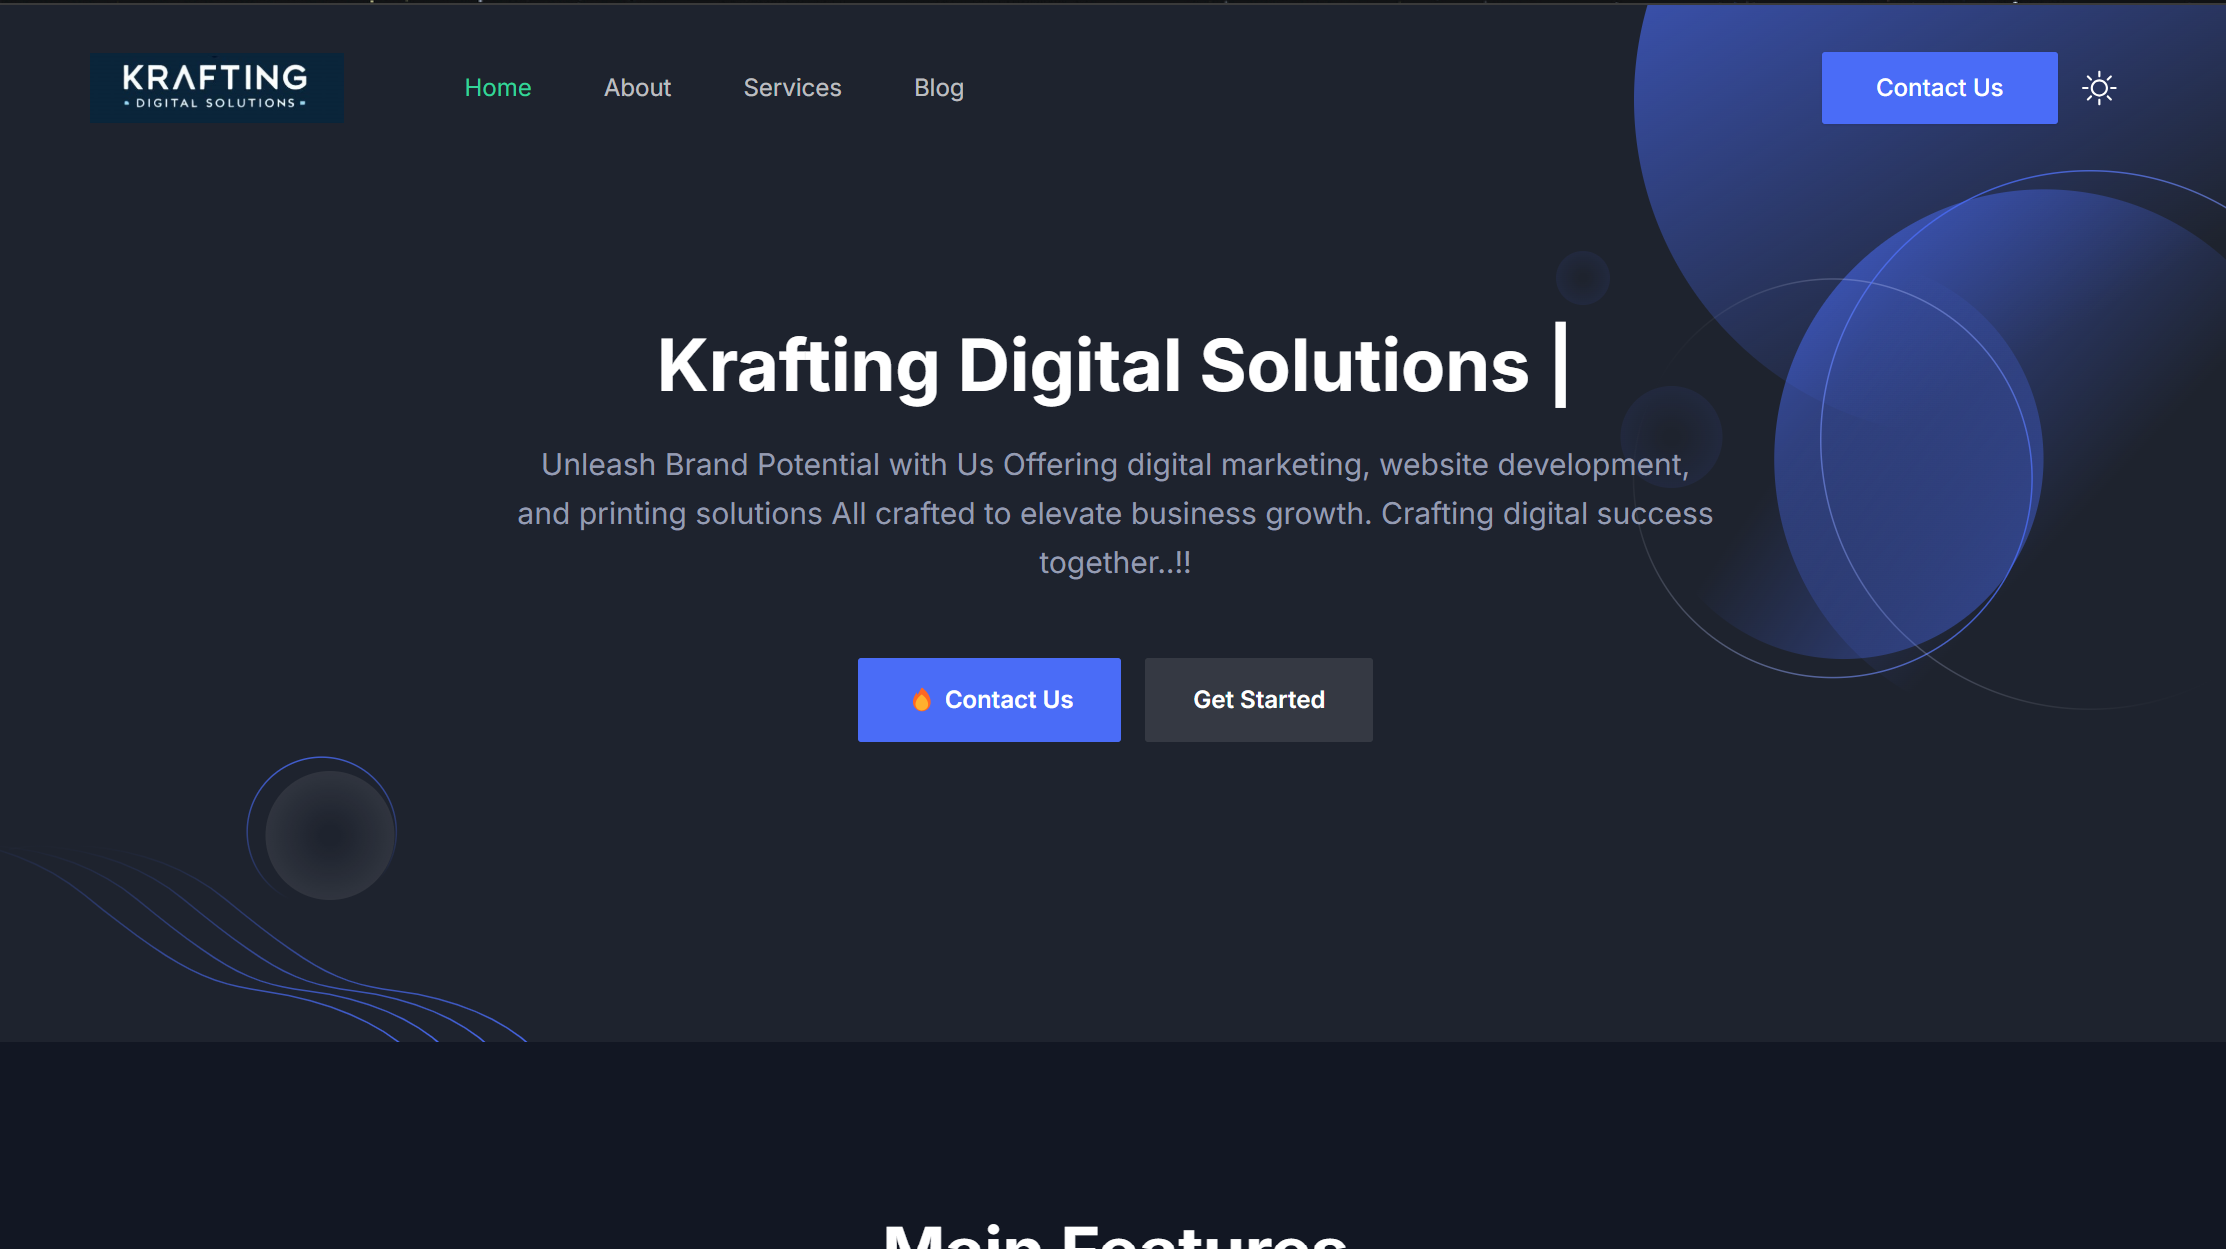 KRAFTING
DIGITAL SOLUTIONS
Home About Services Blog
Contact Us
Krafting Digital Solutions |
Unleash Brand Potential with Us Offering digital marketing, website development,
and printing solutions All crafted to elevate business growth. Crafting digital success
together..!!
🔥 Contact Us
Get Started
Main Features